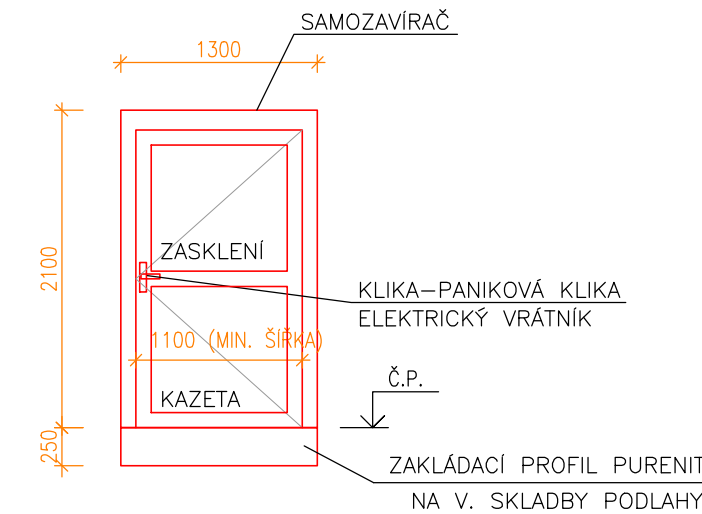 SAMOZAVÍRAČ
1300
ZASKLENÍ
2100
KLIKA-PANIKOVÁ KLIKA
ELEKTRICKÝ VRÁTNÍK
1100 (MIN. ŠÍŘKA)
Č.P.
KAZETA
250
ZAKLÁDACÍ PROFIL PURENIT
NA V. SKLADBY PODLAHY